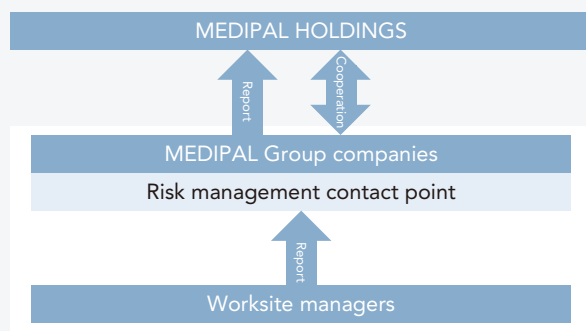 MEDIPAL HOLDINGS
Report
Cooperation
MEDIPAL Group companies
Risk management contact point
Report
Worksite managers